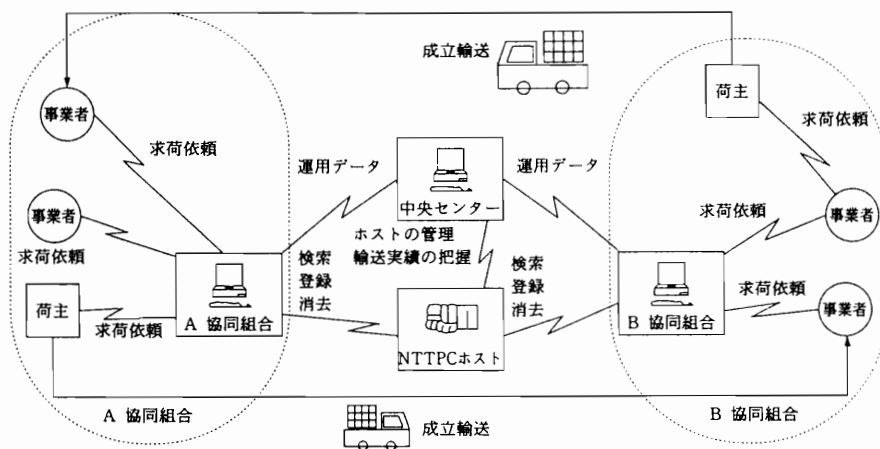 成立輸送
荷主
事業者
求荷依頼
求荷依頼
運用データ
運用データ
中央センター
事業者
求荷依頼
求荷依頼
事業者
ホストの管理
輸送実績の把握
検索
登録
消去
検索
登録
消去
荷主
求荷依頼
A 協同組合
B 協同組合
求荷依頼
事業者
NTTPCホスト
A 協同組合
成立輸送
B 協同組合